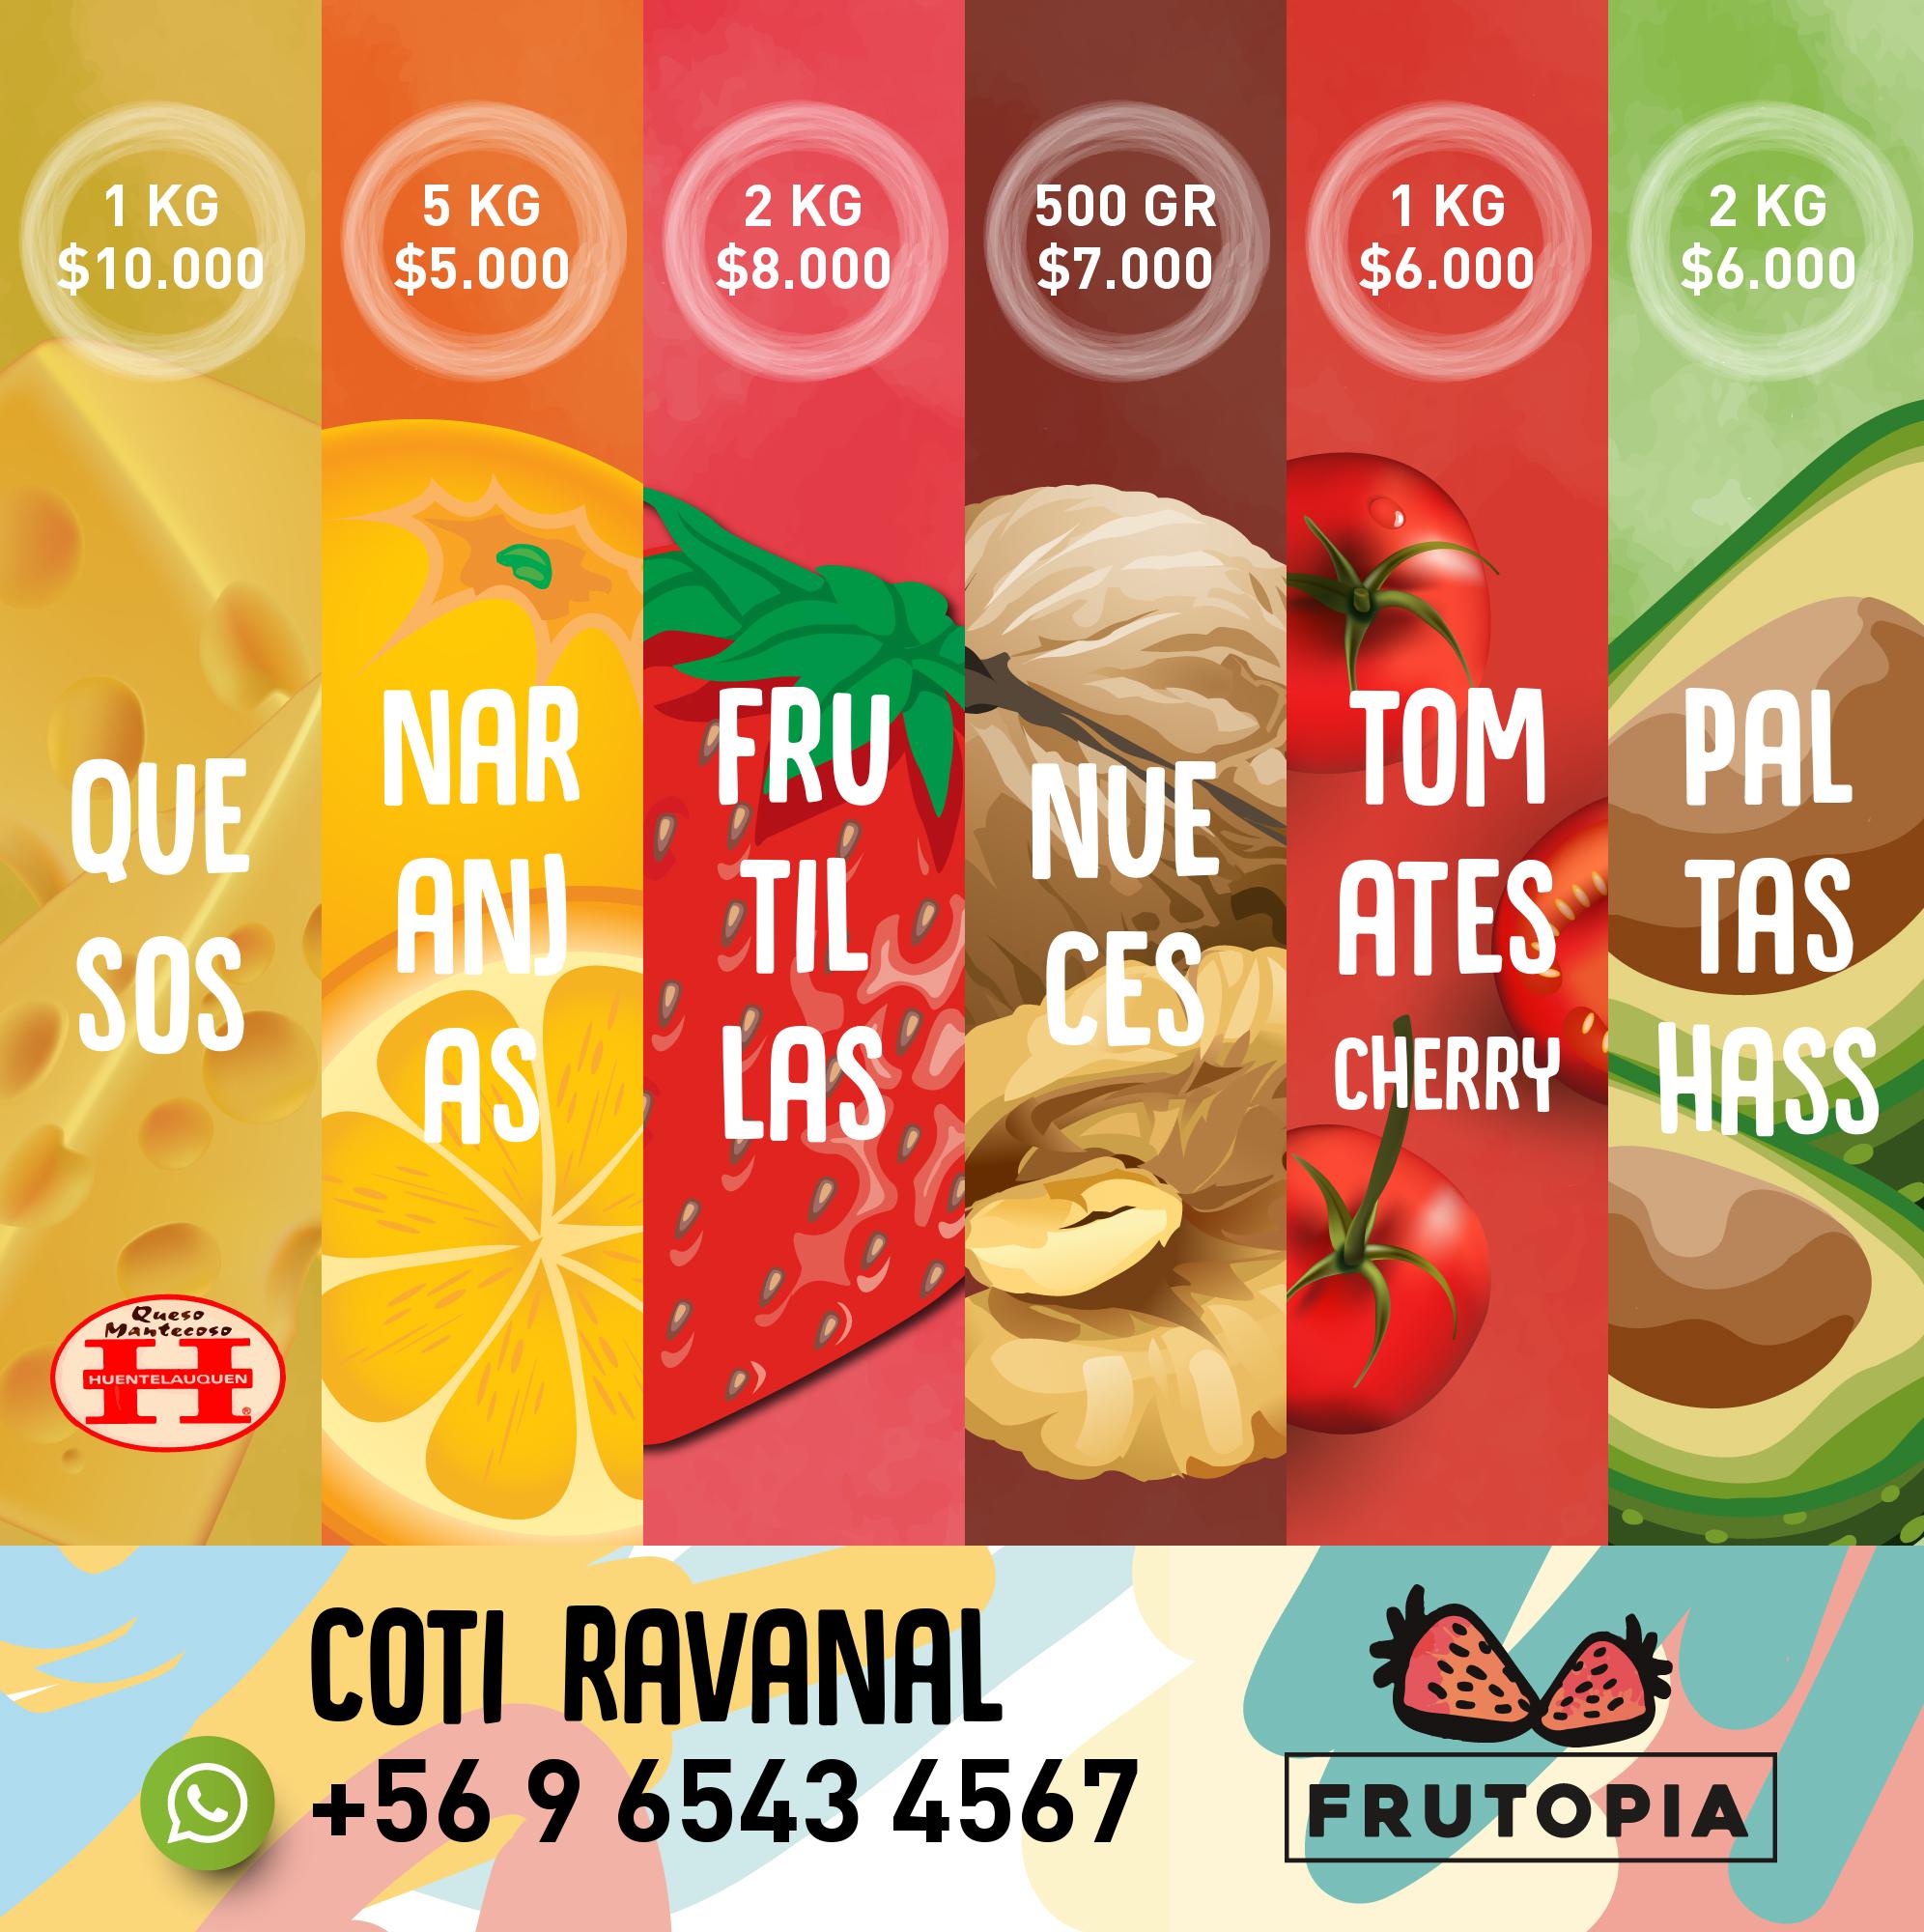 1 KG
$10.000
QUE
SOS
Queso
Mantecoso
H
HUENTELAUQUEN
®
5 KG
$5.000
NAR
ANJ
AS
2 KG
$8.000
FRU
TIL
LAS
500 GR
$7.000
NUE
CES
1 KG
$6.000
TOM
ATES
CHERRY
2 KG
$6.000
PAL
TAS
HASS
COTI RAVANAL
+56 9 6543 4567
FRUTOPIA